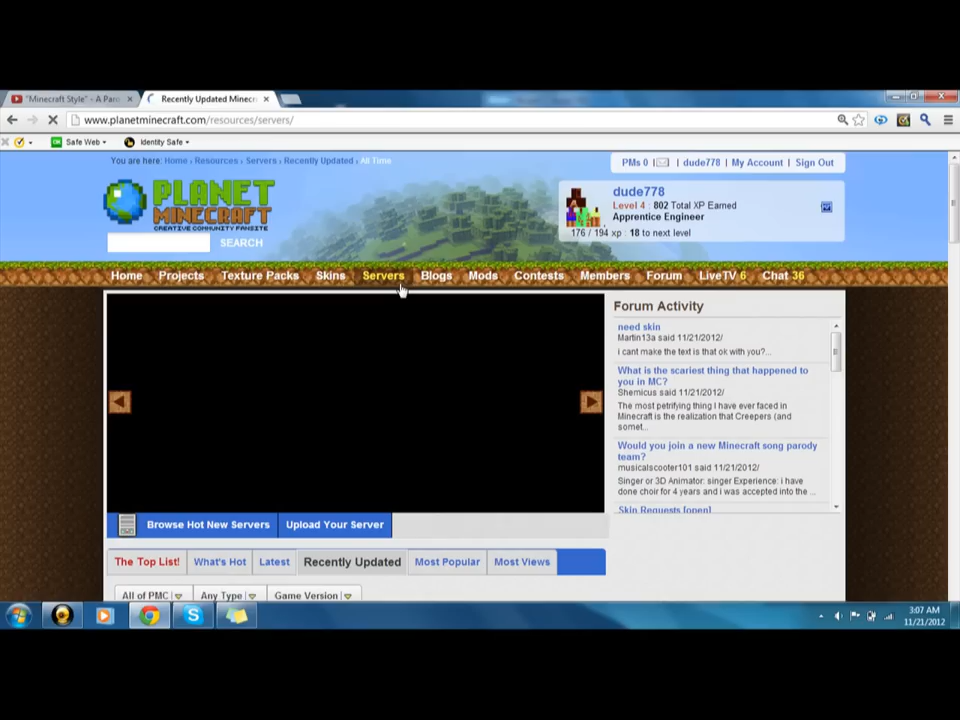 "Minecraft Style" - A Paro
Recently Updated Minecr
www.planetminecraft.com/resources/servers/
Safe Web
Identity Safe
You are here: Home › Resources › Servers › Recently Updated › All Time
PMs 0 | | dude778 | My Account | Sign Out
PLANET
MINECRAFT
CREATIVE COMMUNITY FANSITE
dude778
Level 4 : 802 Total XP Earned
Apprentice Engineer
176 / 194 xp : 18 to next level
SEARCH
Home Projects Texture Packs Skins Servers Blogs Mods Contests Members Forum LiveTV 6 Chat 36
Forum Activity
need skin
Martin13a said 11/21/2012/
i cant make the text is that ok with you?...
What is the scariest thing that happened to
you in MC?
Shemicus said 11/21/2012/
The most petrifying thing I have ever faced in
Minecraft is the realization that Creepers (and
somet...
Would you join a new Minecraft song parody
team?
musicalscooter101 said 11/21/2012/
Singer or 3D Animator: singer Experience: i have
done choir for 4 years and i was accepted into the ...
Skin Requests [open]
Browse Hot New Servers Upload Your Server
The Top List! What's Hot Latest Recently Updated Most Popular Most Views
All of PMC Any Type Game Version
3:07 AM
11/21/2012